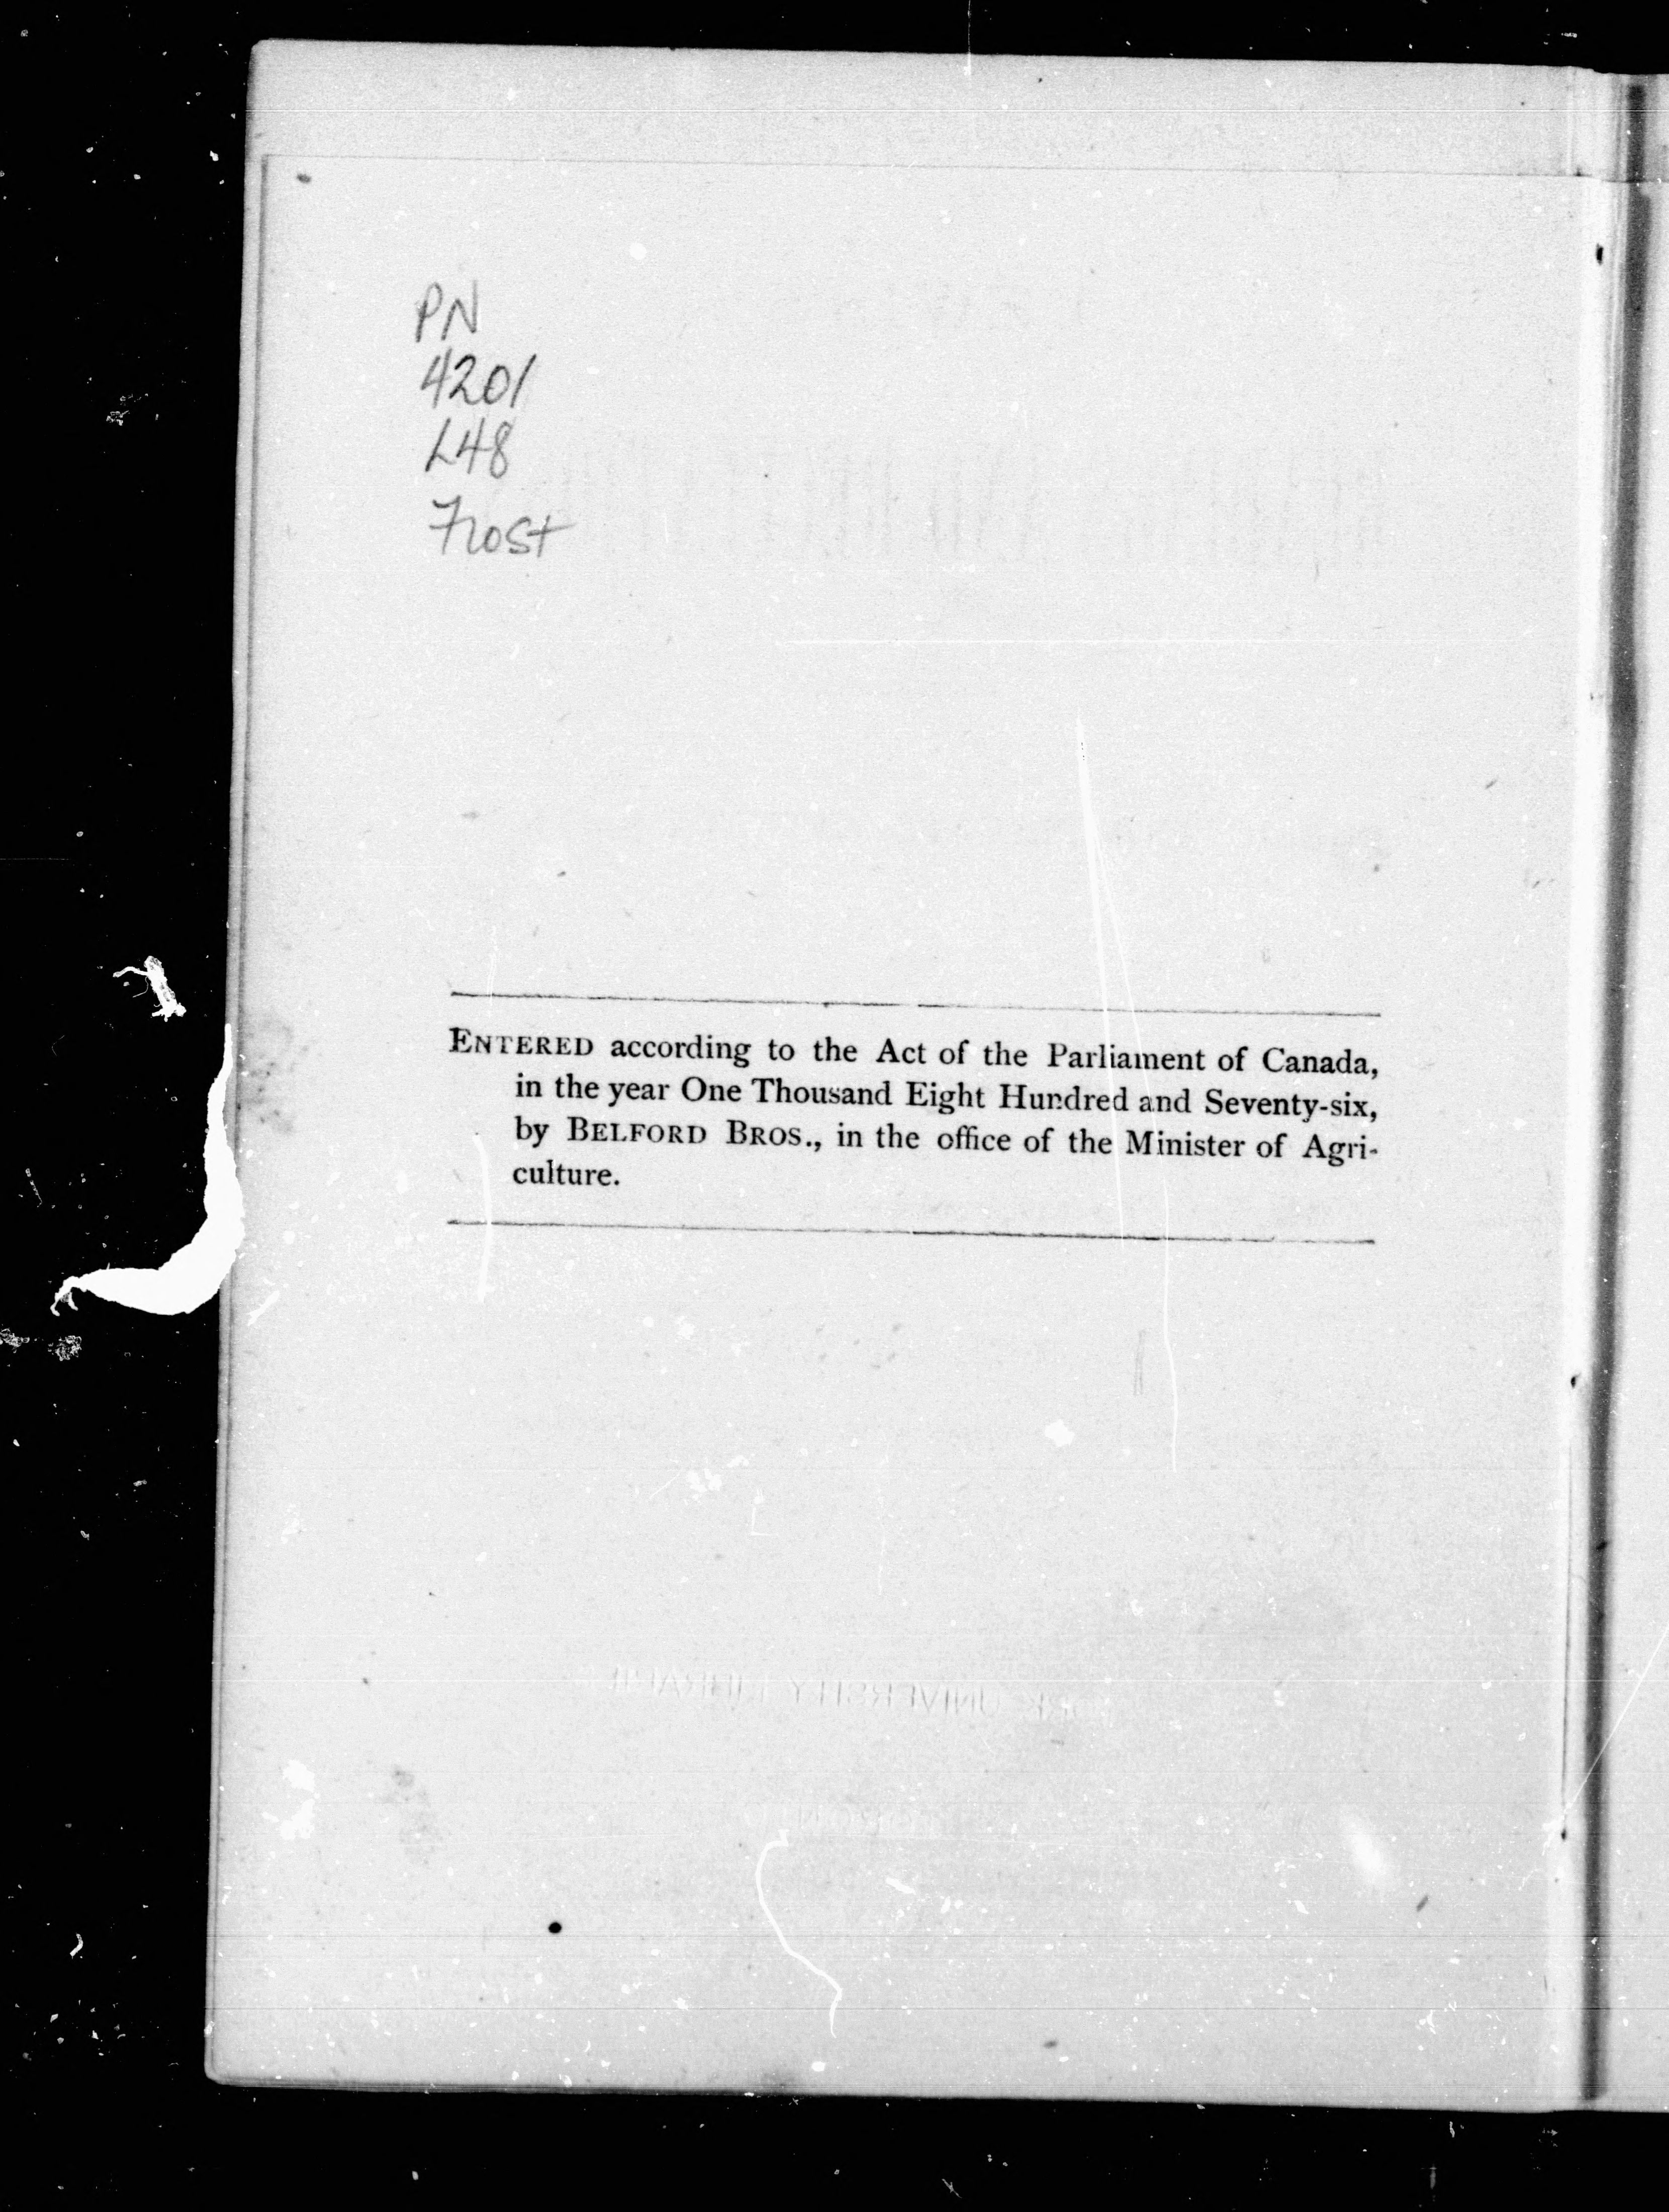 PN
4201
L48
Frost
ENTERED according to the Act of the Parliament of Canada,
in the year One Thousand Eight Hundred and Seventy-six,
by BELFORD BROS., in the office of the Minister of Agri-
culture.